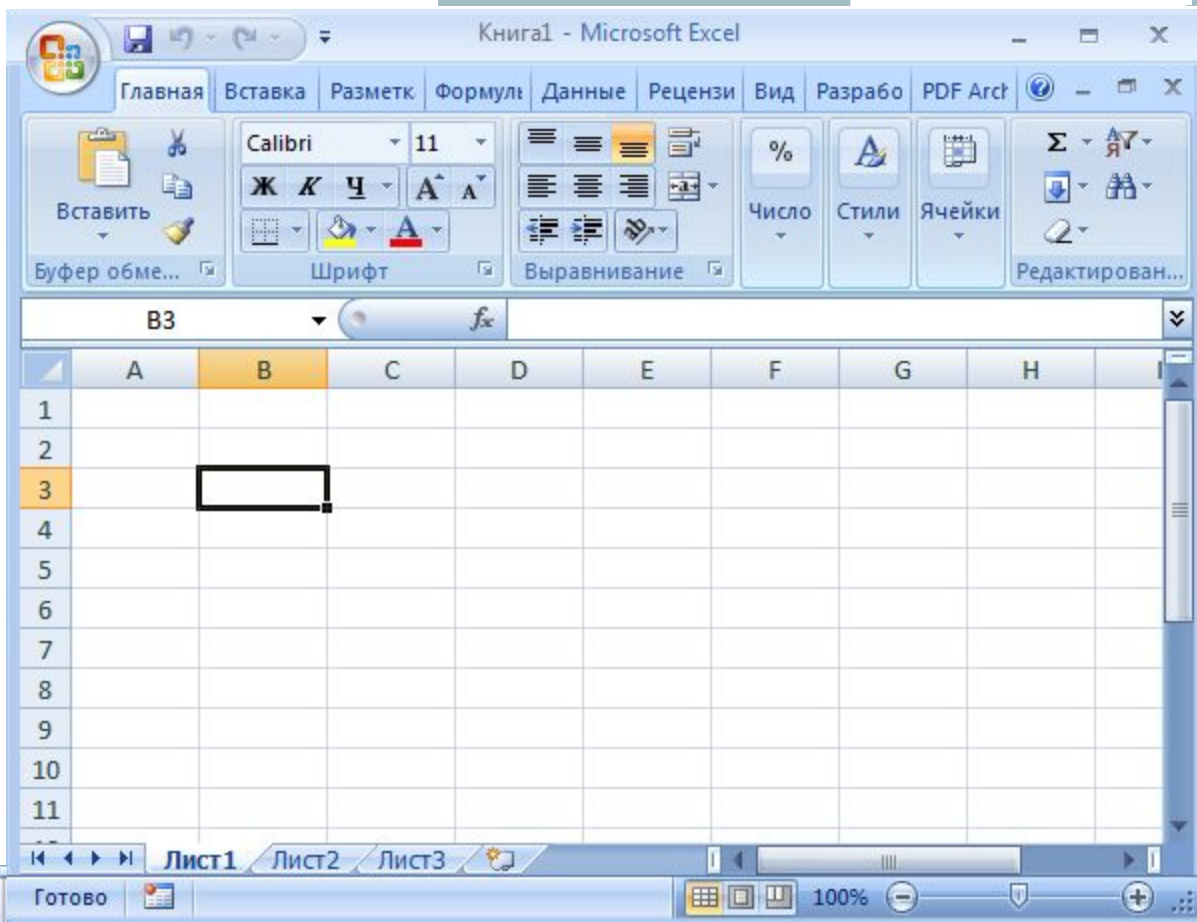 Книга1 - Microsoft Excel
Главная Вставка Разметк Формулы Данные Рецензи Вид Разрабо PDF Arch
Calibri 11
Ж К Ч А А
% А Σ А Я
Вставить А a
Число Стили Ячейки
Буфер обме... Шрифт Выравнивание Редактирован...
B3 fx
A B C D E F G H I
1
2
3
4
5
6
7
8
9
10
11
Лист1 Лист2 Лист3
Готово 100%